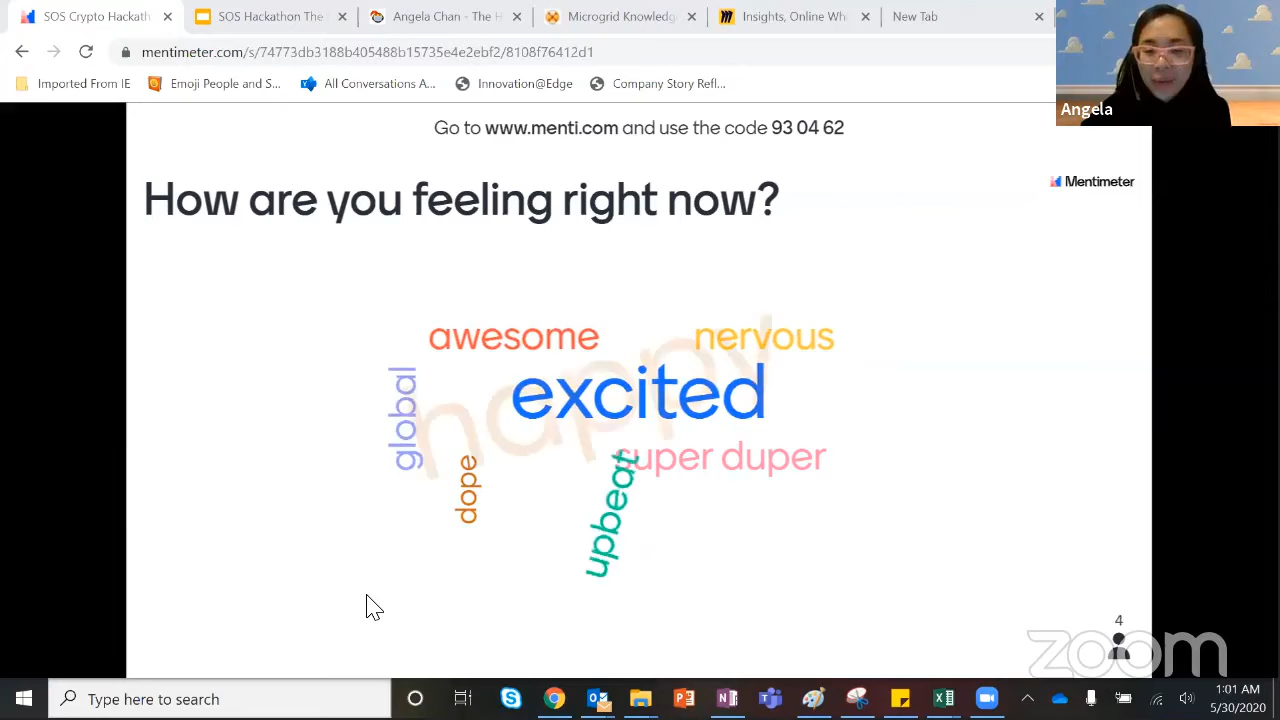 SOS Crypto Hackath
SOS Hackathon The
Angela Chan - The H
Microgrid Knowledg
Insights, Online Wh
New Tab
mentimeter.com/s/74773db3188b405488b15735e4e2ebf2/8108f76412d1
Imported From IE
Emoji People and S...
All Conversations A...
Innovation@Edge
Company Story Refl...
Angela
Go to www.menti.com and use the code 93 04 62
Mentimeter
How are you feeling right now?
awesome
nervous
happy
global
excited
super duper
dope
upbeat
4
zoom
Type here to search
1:01 AM
5/30/2020